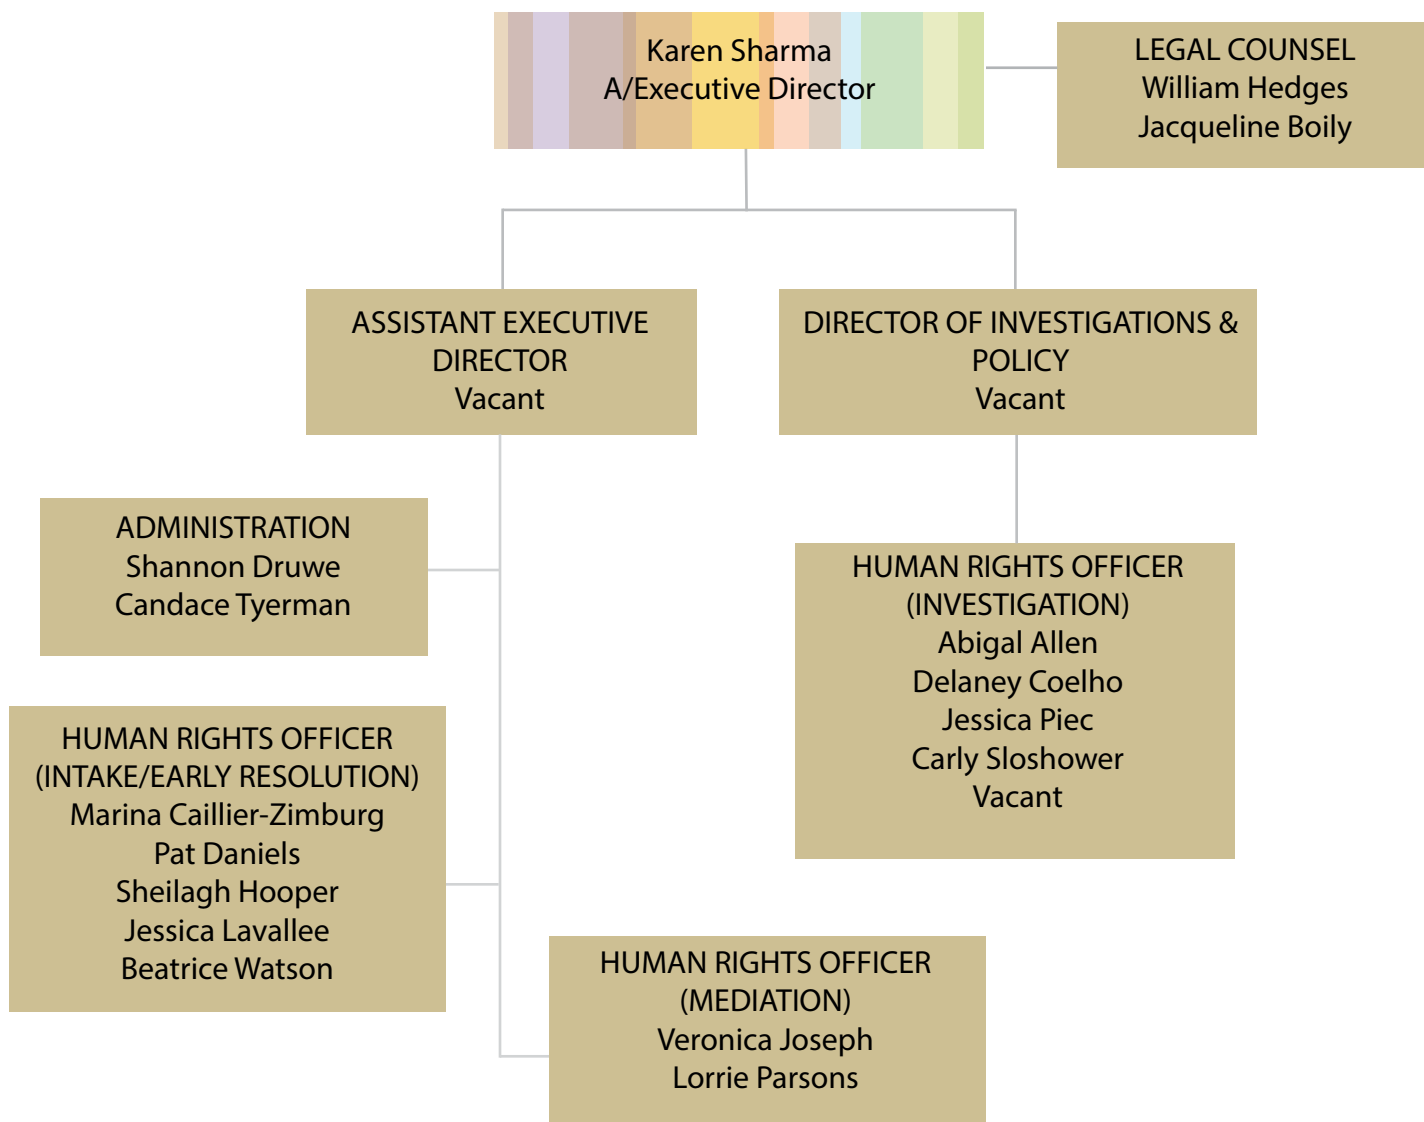 Karen Sharma
A/Executive Director
LEGAL COUNSEL
William Hedges
Jacqueline Boily
ASSISTANT EXECUTIVE
DIRECTOR
Vacant
DIRECTOR OF INVESTIGATIONS &
POLICY
Vacant
ADMINISTRATION
Shannon Druwe
Candace Tyerman
HUMAN RIGHTS OFFICER
(INVESTIGATION)
Abigal Allen
Delaney Coelho
Jessica Piec
Carly Sloshower
Vacant
HUMAN RIGHTS OFFICER
(INTAKE/EARLY RESOLUTION)
Marina Caillier-Zimburg
Pat Daniels
Sheilagh Hooper
Jessica Lavallee
Beatrice Watson
HUMAN RIGHTS OFFICER
(MEDIATION)
Veronica Joseph
Lorrie Parsons